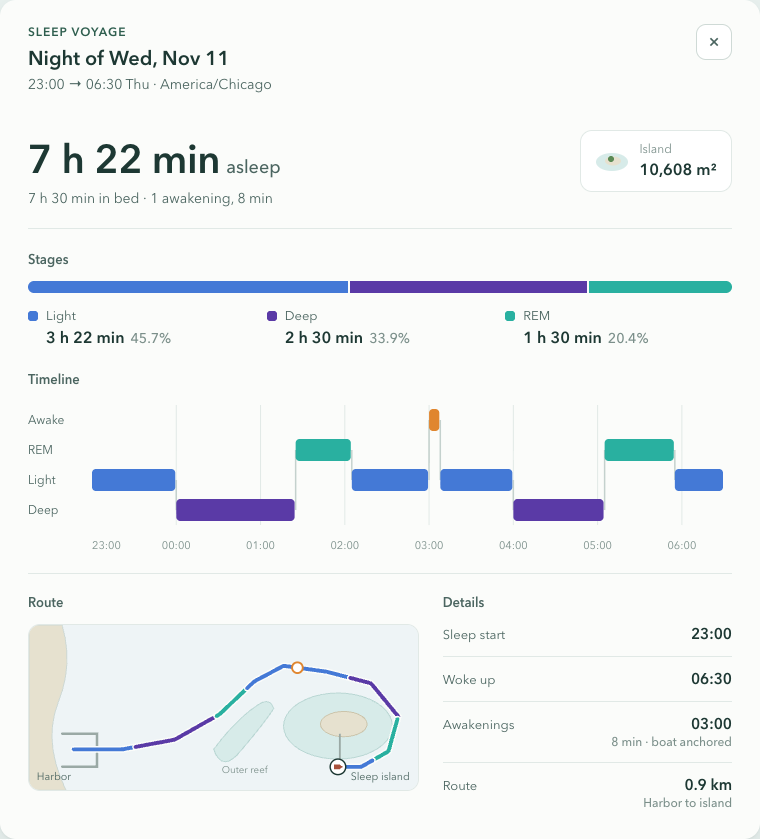 SLEEP VOYAGE
Night of Wed, Nov 11
23:00 → 06:30 Thu · America/Chicago
×
7 h 22 min asleep
7 h 30 min in bed · 1 awakening, 8 min
Island
10,608 m²
Stages
Light
3 h 22 min 45.7%
Deep
2 h 30 min 33.9%
REM
1 h 30 min 20.4%
Timeline
Awake
REM
Light
Deep
23:00 00:00 01:00 02:00 03:00 04:00 05:00 06:00
Route
Harbor
Outer reef
Sleep island
Details
Sleep start 23:00
Woke up 06:30
Awakenings 03:00
8 min · boat anchored
Route 0.9 km
Harbor to island